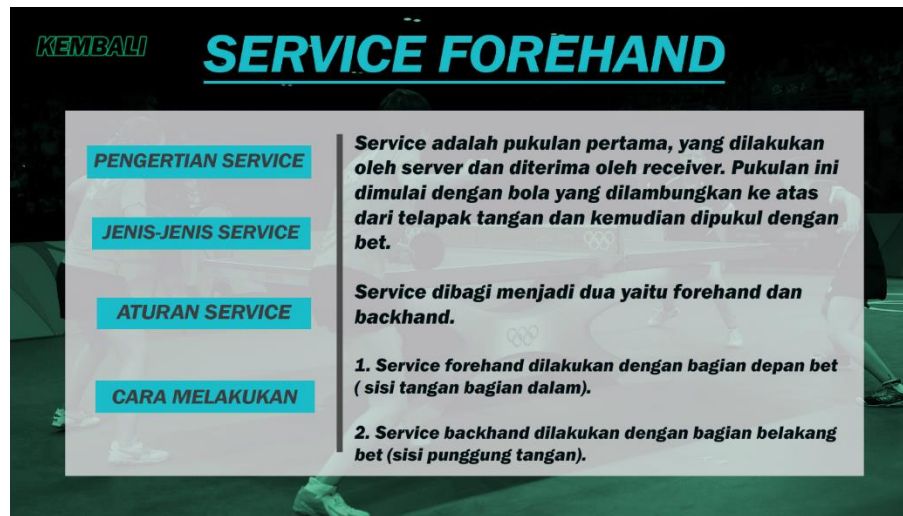 KEMBALI
SERVICE FOREHAND
PENGERTIAN SERVICE
JENIS-JENIS SERVICE
ATURAN SERVICE
CARA MELAKUKAN
Service adalah pukulan pertama, yang dilakukan
oleh server dan diterima oleh receiver. Pukulan ini
dimulai dengan bola yang dilambungkan ke atas
dari telapak tangan dan kemudian dipukul dengan
bet.
Service dibagi menjadi dua yaitu forehand dan
backhand.
1. Service forehand dilakukan dengan bagian depan bet
( sisi tangan bagian dalam).
2. Service backhand dilakukan dengan bagian belakang
bet (sisi punggung tangan).